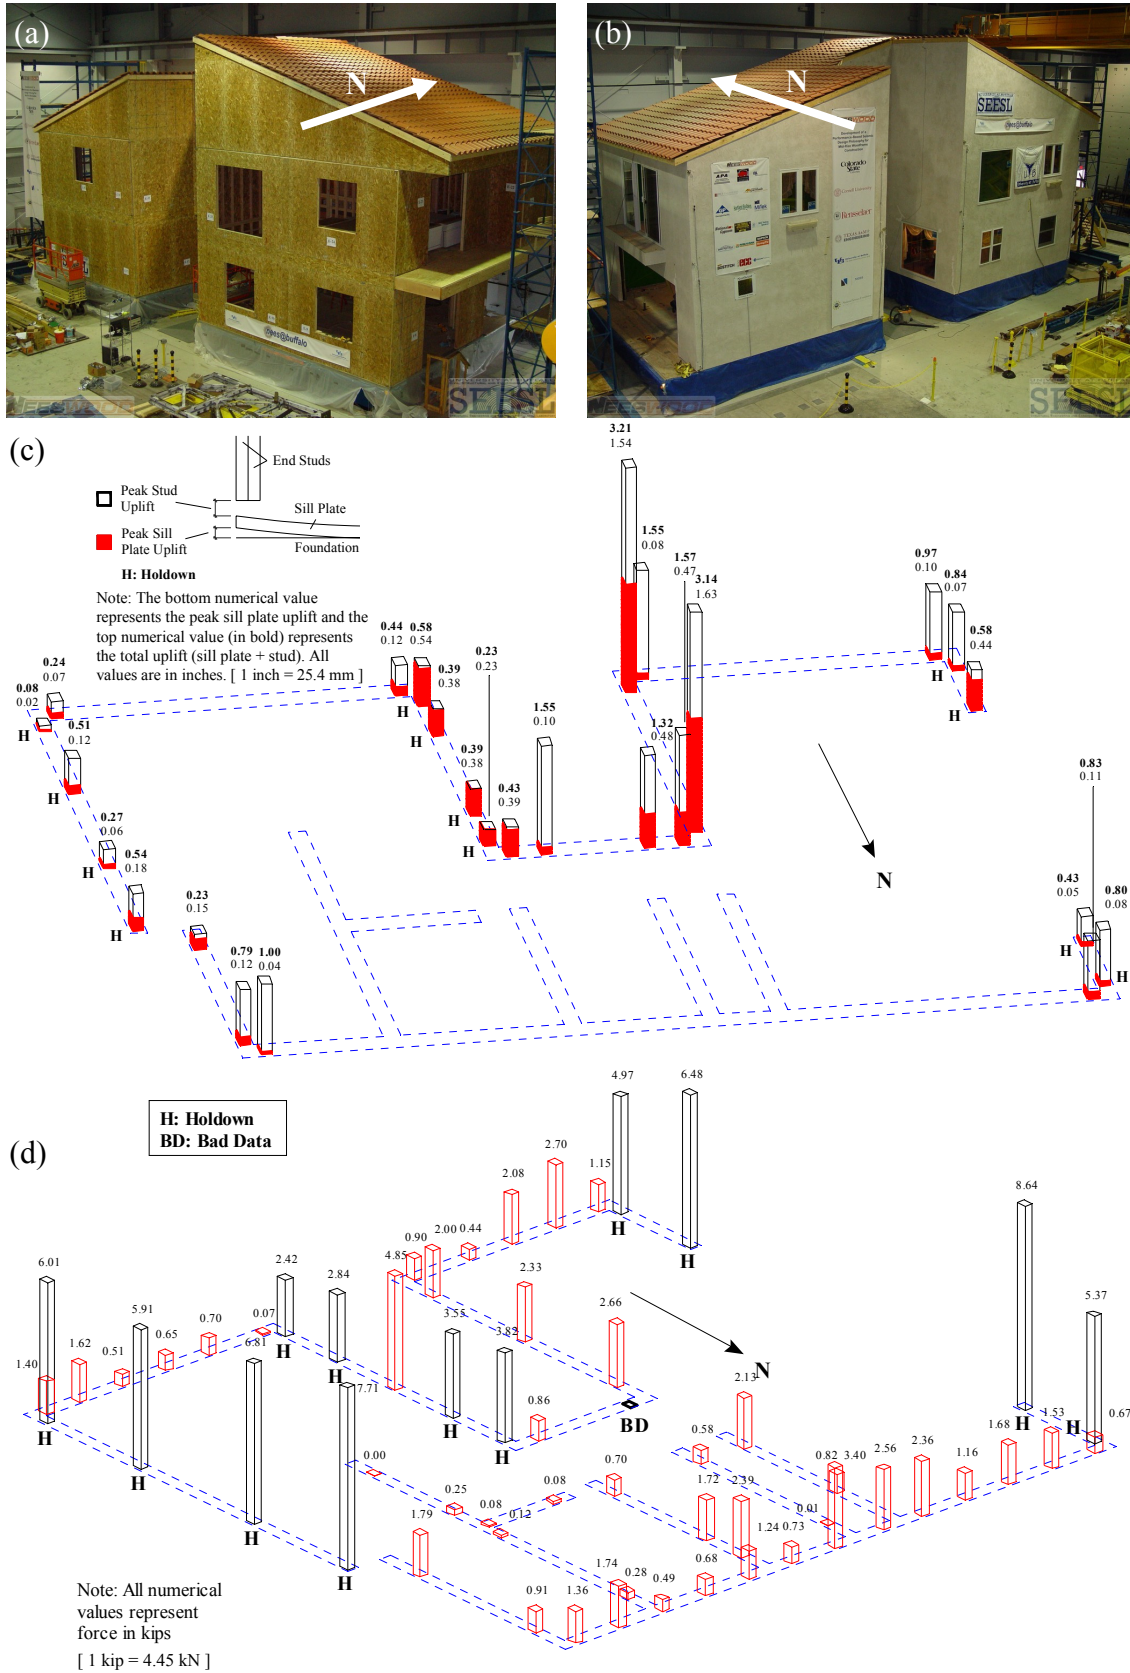 (a)
N
nees@buffalo
SEESL
(b)
N
SEESL
nees@buffalo
Colorado
State
Rensselaer
SEESL
(c)
End Studs
Peak Stud
Uplift
Sill Plate
Peak Sill
Plate Uplift
Foundation
H: Holdown
Note: The bottom numerical value
represents the peak sill plate uplift and the
top numerical value (in bold) represents
the total uplift (sill plate + stud). All
values are in inches. [ 1 inch = 25.4 mm ]
3.21
1.54
1.55
0.08
1.57
0.47
3.14
1.63
0.97
0.10
0.84
0.07
0.58
0.44
0.44
0.12
0.58
0.54
0.39
0.38
0.23
0.23
0.24
0.07
0.08
0.02
H
0.51
0.12
H
H
0.39
0.38
H
0.43
0.39
H
1.55
0.10
1.32
0.48
H
H
0.83
0.11
N
0.27
0.06
H
0.54
0.18
H
0.23
0.15
0.79
0.12
1.00
0.04
0.43
0.05
H
0.80
0.08
H
H: Holdown
BD: Bad Data
(d)
4.97
6.48
2.70
2.08
1.15
H
H
8.64
2.00
0.44
0.90
4.85
6.01
2.42
2.84
2.33
5.91
0.07
0.70
0.65
0.51
1.62
1.40
6.81
3.55
3.82
2.66
5.37
N
H
H
H
H
7.71
0.86
BD
2.13
H
H
0.67
1.53
1.68
1.16
2.36
2.56
3.40
0.82
0.58
H
H
0.00
0.25
0.08
0.12
0.08
0.70
1.72
2.39
0.01
0.73
1.24
H
H
1.79
0.68
0.49
0.28
1.74
1.36
0.91
Note: All numerical
values represent
force in kips
[ 1 kip = 4.45 kN ]